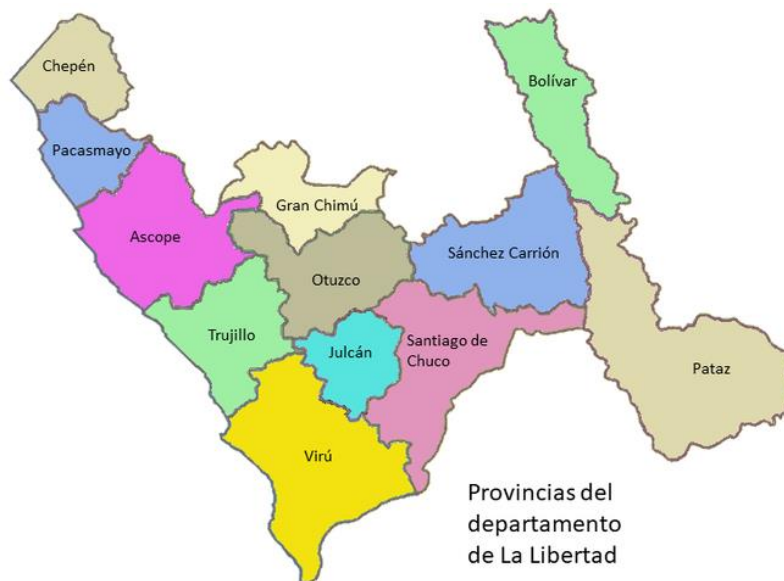 Chepén
Bolívar
Pacasmayo
Gran Chimú
Ascope
Sánchez Carrión
Otuzco
Trujillo
Julcán
Santiago de
Chuco
Pataz
Virú
Provincias del
departamento
de La Libertad